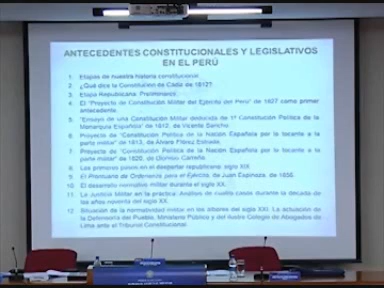 ANTECEDENTES CONSTITUCIONALES Y LEGISLATIVOS
EN EL PERÚ
1. Etapas de nuestra historia constitucional.
2. ¿Qué dice la Constitución de Cádiz de 1812?
3. Etapa Republicana. Preliminares.
4. El "Proyecto de Constitución Militar del Ejército del Perú" de 1827 como primer
antecedente.
5. "Ensayo de una Constitución Militar deducida de la Constitución Política de la
Monarquía Española" de 1812, de Vicente Sancho.
6. Proyecto de "Constitución Política de la Nación Española por lo tocante a la
parte militar" de 1813, de Álvaro Flórez Estrada.
7. Proyecto de "Constitución Política de la Nación Española por lo tocante a la
parte militar" de 1820, de Dionisio Carreño.
8. Los primeros pasos en el despertar republicano: siglo XIX.
9. El Prontuario de Ordenanza para el Ejército, de Juan Espinoza, de
10. El desarrollo normativo militar durante el siglo XX.
11. La Justicia Militar en la práctica: Análisis de cuatro casos durante la década de
los años noventa del siglo XX.
12. Situación de la normatividad militar en los albores del siglo XXI. La actuación de
la Defensoría del Pueblo, Ministerio Público y del Ilustre Colegio de Abogados de
Lima ante el Tribunal Constitucional.